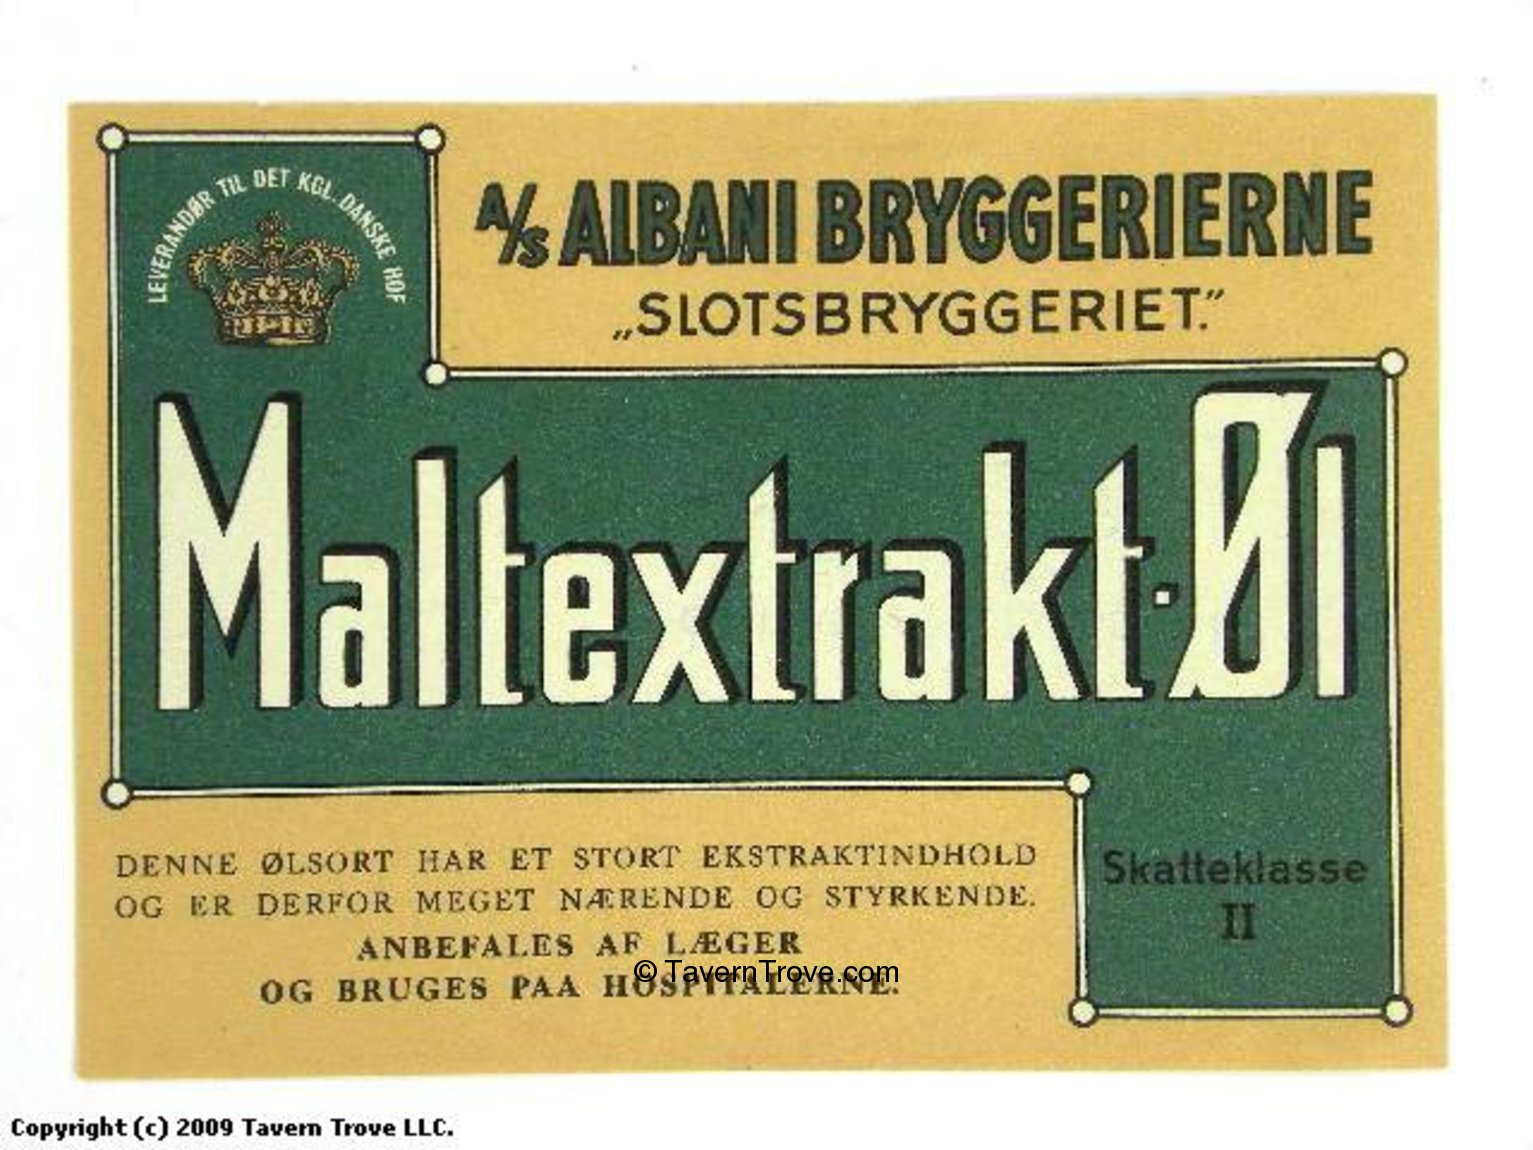 LEVERANDØR TIL DET KGL. DANSKE HOF
A/S ALBANI BRYGGERIERNE
„SLOTSBRYGGERIET.”
Maltextrakt-Øl
DENNE ØLSORT HAR ET STORT EKSTRAKTINDHOLD
OG ER DERFOR MEGET NÆRENDE OG STYRKENDE.
ANBEFALES AF LÆGER
OG BRUGES PAA HOSPITALERNE.
© TavernTrove.com
Skatteklasse
II
Copyright (c) 2009 Tavern Trove LLC.